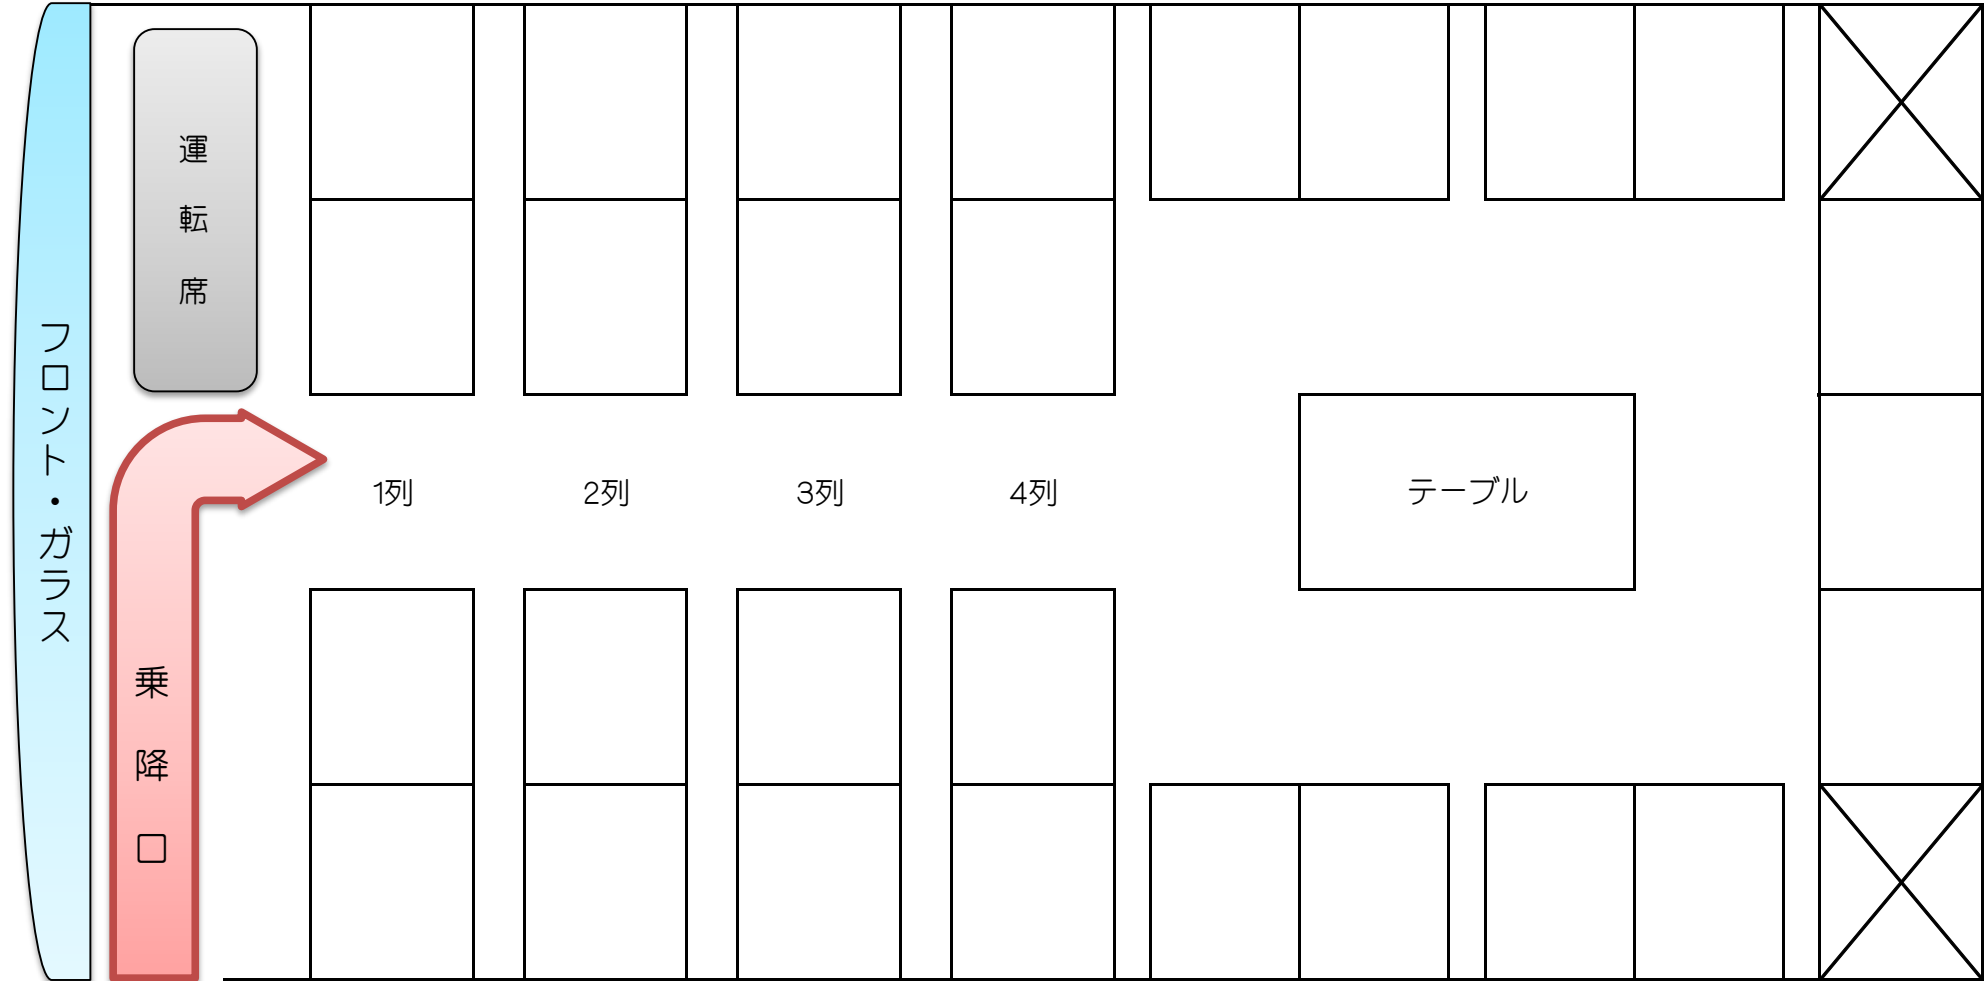 フロント・ガラス
運転席
乗降口
1列
2列
3列
4列
テーブル